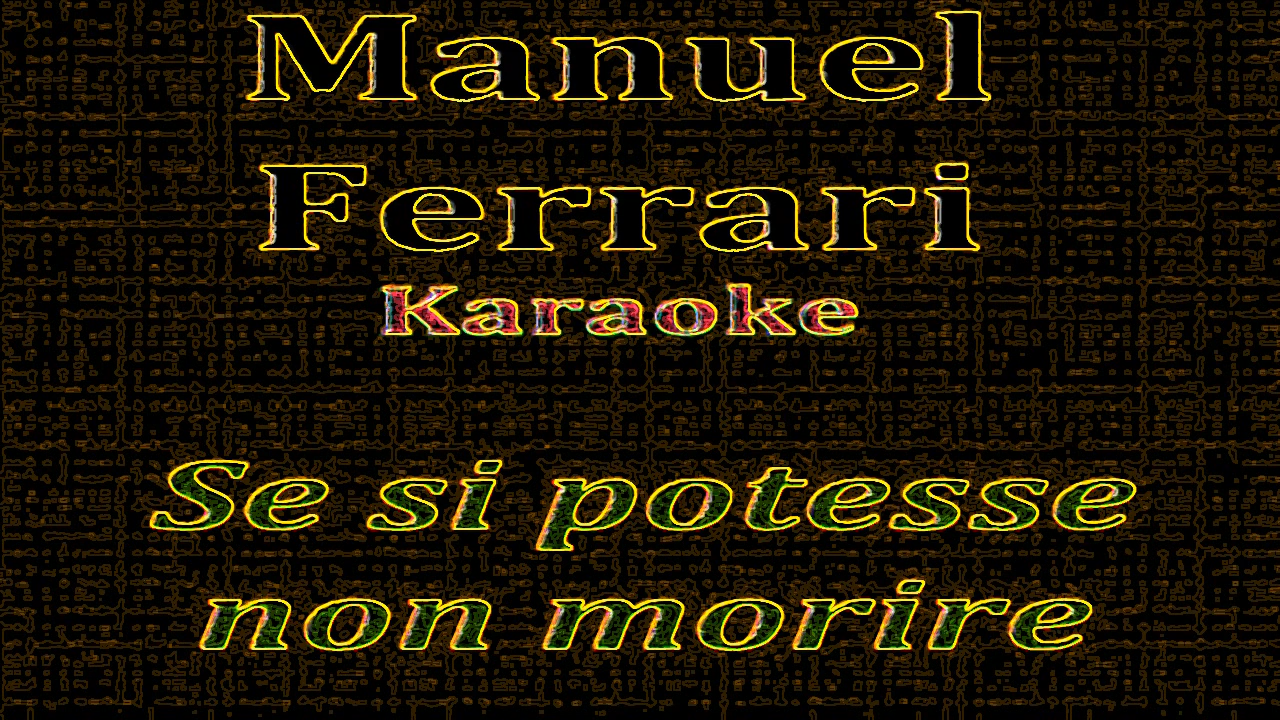 Manuel
Ferrari
Karaoke
Se si potesse
non morire